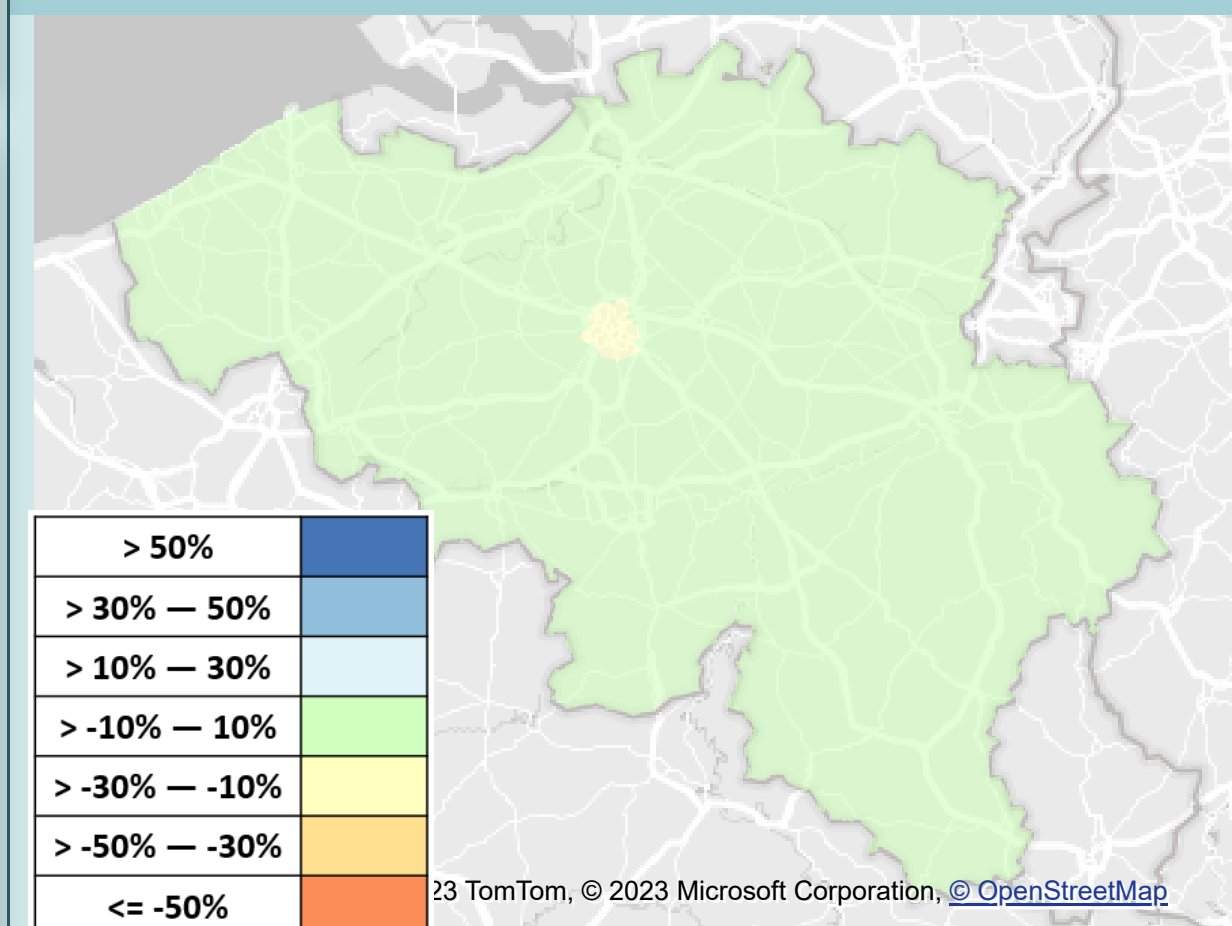 > 50%
> 30% — 50%
> 10% — 30%
> -10% — 10%
> -30% — -10%
> -50% — -30%
<= -50%
23 TomTom, © 2023 Microsoft Corporation, © OpenStreetMap